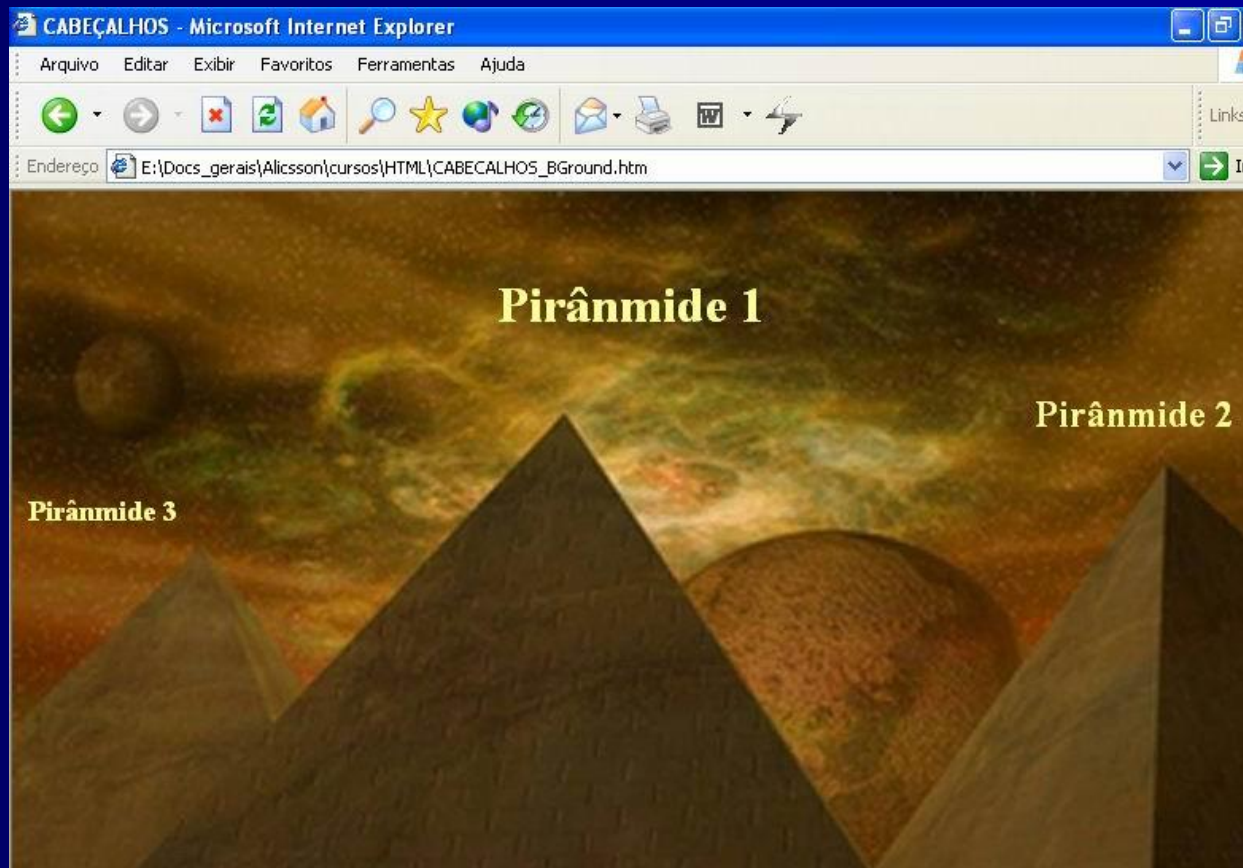 CABEÇALHOS - Microsoft Internet Explorer
Arquivo Editar Exibir Favoritos Ferramentas Ajuda
Links
Endereço E:\Docs_gerais\Alicsson\cursos\HTML\CABECALHOS_BGround.htm
Pirânmide 1
Pirânmide 2
Pirânmide 3